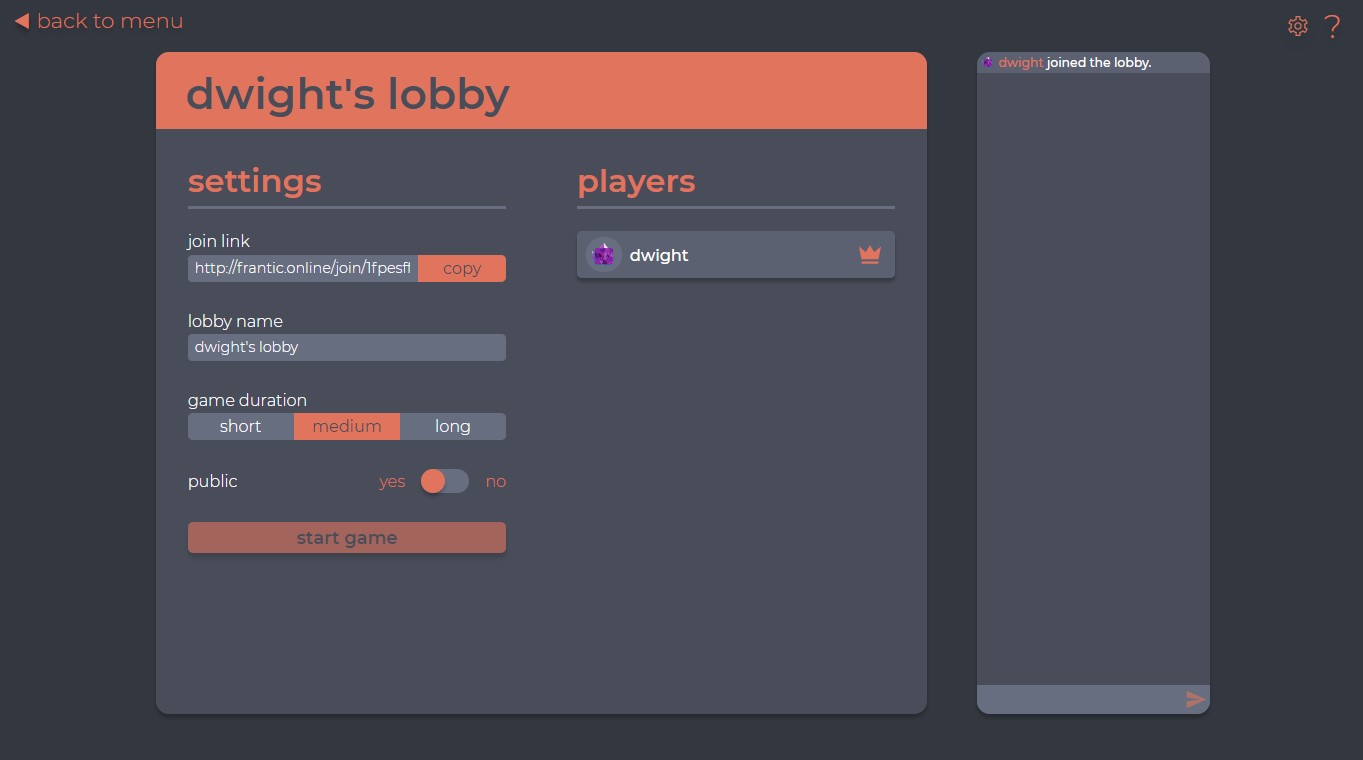 back to menu
dwight's lobby
settings
join link
http://frantic.online/join/1fpesf
copy
lobby name
dwight's lobby
game duration
short medium long
public yes no
start game
players
dwight
dwight joined the lobby.
?